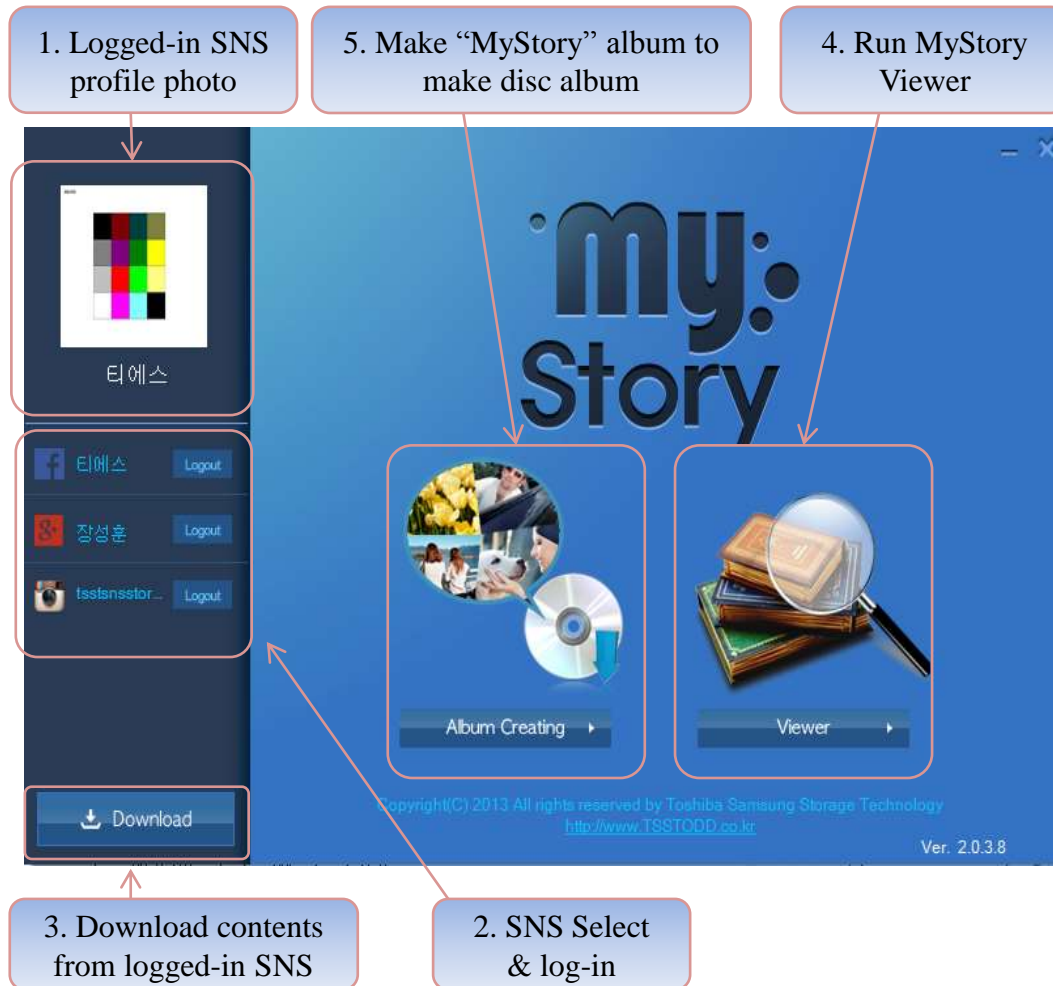 1. Logged-in SNS
profile photo
5. Make “MyStory” album to
make disc album
4. Run MyStory
Viewer
my
Story
티에스
티에스
Logout
장성훈
Logout
tsstsnsstor...
Logout
Album Creating
Viewer
Download
Copyright(C) 2013 All rights reserved by Toshiba Samsung Storage Technology
http://www.TSSTODD.co.kr
Ver. 2.0.3.8
3. Download contents
from logged-in SNS
2. SNS Select
& log-in